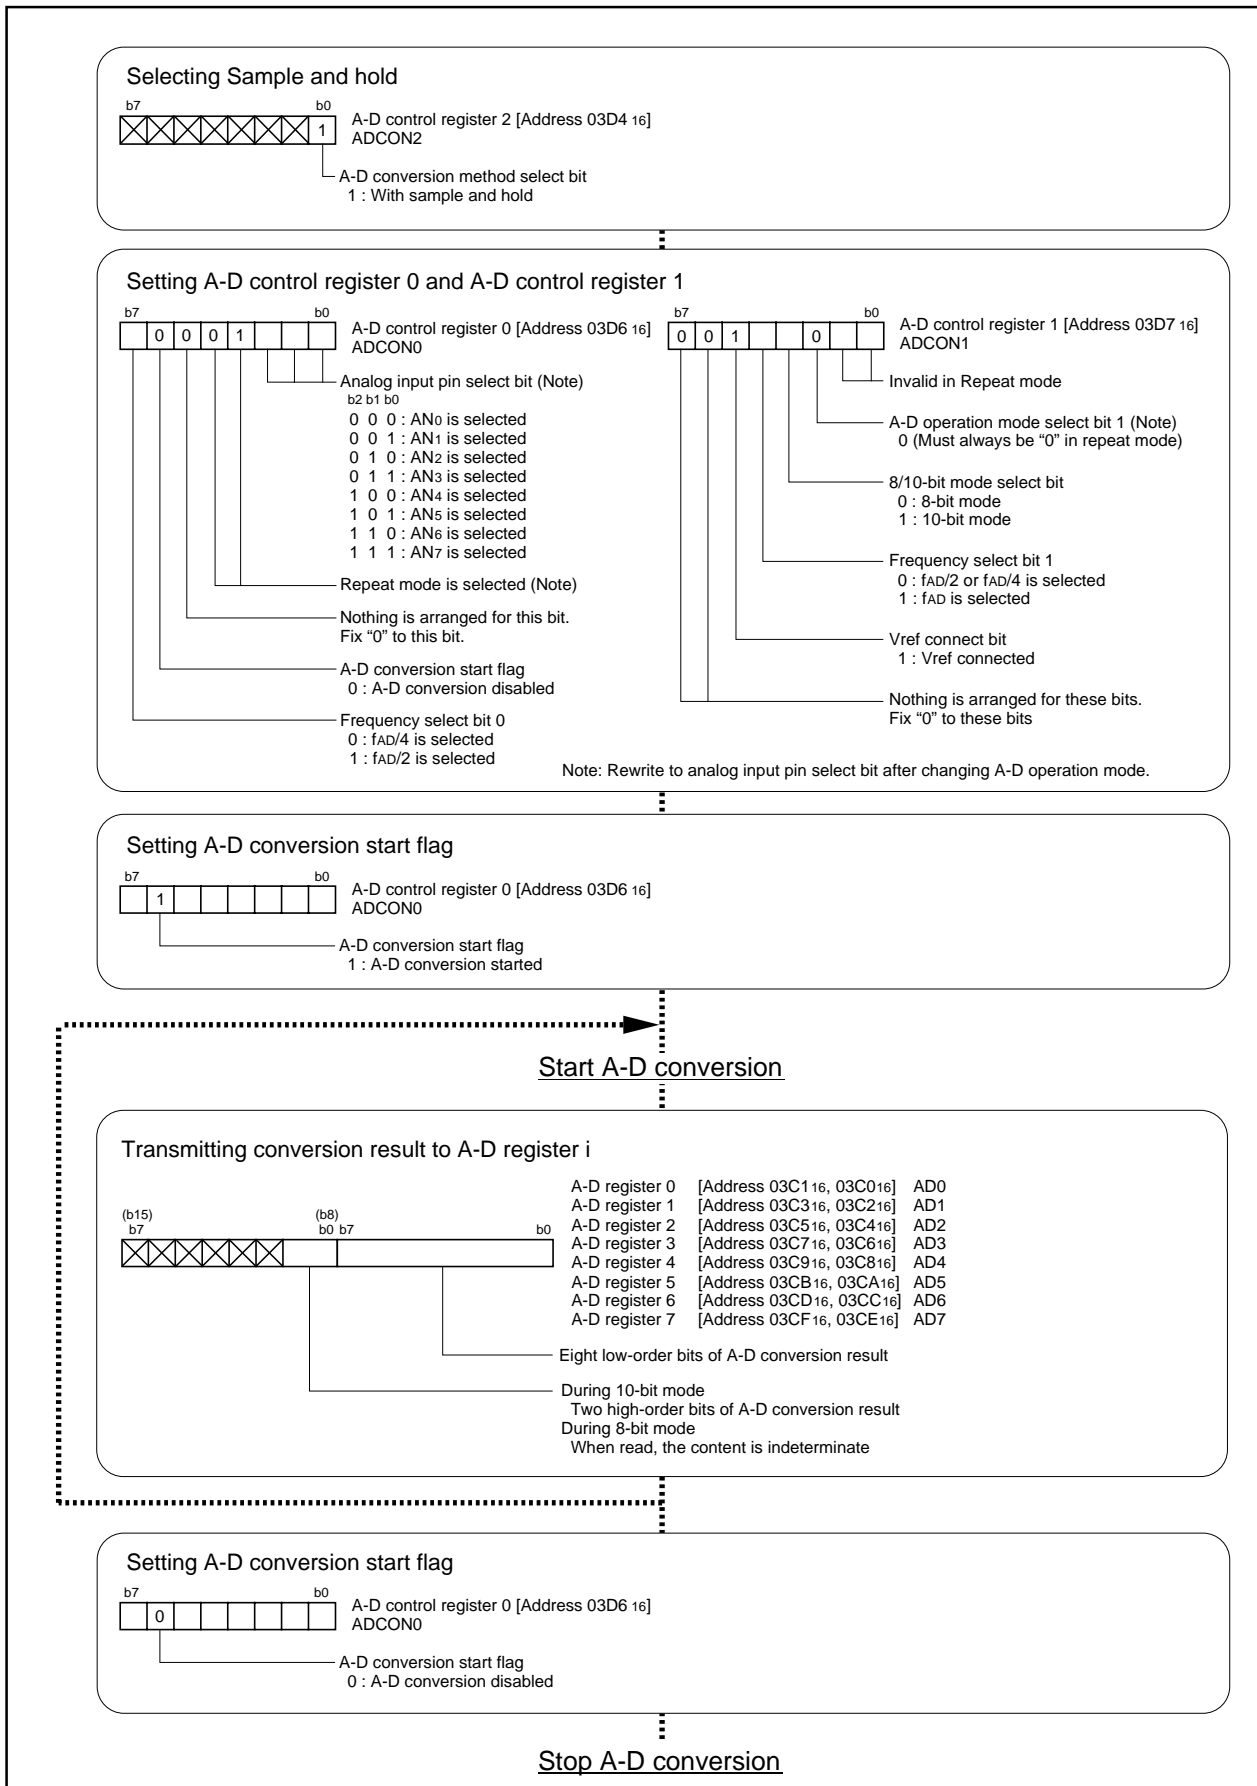 Selecting Sample and hold
b7 b0
1
A-D control register 2 [Address 03D4 16]
ADCON2
A-D conversion method select bit
1 : With sample and hold
Setting A-D control register 0 and A-D control register 1
b7 b0
0 0 0 1
A-D control register 0 [Address 03D6 16]
ADCON0
Analog input pin select bit (Note)
b2 b1 b0
0 0 0 : AN0 is selected
0 0 1 : AN1 is selected
0 1 0 : AN2 is selected
0 1 1 : AN3 is selected
1 0 0 : AN4 is selected
1 0 1 : AN5 is selected
1 1 0 : AN6 is selected
1 1 1 : AN7 is selected
Repeat mode is selected (Note)
Nothing is arranged for this bit.
Fix “0” to this bit.
A-D conversion start flag
0 : A-D conversion disabled
Frequency select bit 0
0 : fAD/4 is selected
1 : fAD/2 is selected
b7 b0
0 0 1 0
A-D control register 1 [Address 03D7 16]
ADCON1
Invalid in Repeat mode
A-D operation mode select bit 1 (Note)
0 (Must always be “0” in repeat mode)
8/10-bit mode select bit
0 : 8-bit mode
1 : 10-bit mode
Frequency select bit 1
0 : fAD/2 or fAD/4 is selected
1 : fAD is selected
Vref connect bit
1 : Vref connected
Nothing is arranged for these bits.
Fix “0” to these bits
Note: Rewrite to analog input pin select bit after changing A-D operation mode.
Setting A-D conversion start flag
b7 b0
1
A-D control register 0 [Address 03D6 16]
ADCON0
A-D conversion start flag
1 : A-D conversion started
Start A-D conversion
Transmitting conversion result to A-D register i
(b15) (b8)
b7 b0 b7 b0
A-D register 0 [Address 03C116, 03C016] AD0
A-D register 1 [Address 03C316, 03C216] AD1
A-D register 2 [Address 03C516, 03C416] AD2
A-D register 3 [Address 03C716, 03C616] AD3
A-D register 4 [Address 03C916, 03C816] AD4
A-D register 5 [Address 03CB16, 03CA16] AD5
A-D register 6 [Address 03CD16, 03CC16] AD6
A-D register 7 [Address 03CF16, 03CE16] AD7
Eight low-order bits of A-D conversion result
During 10-bit mode
Two high-order bits of A-D conversion result
During 8-bit mode
When read, the content is indeterminate
Setting A-D conversion start flag
b7 b0
0
A-D control register 0 [Address 03D6 16]
ADCON0
A-D conversion start flag
0 : A-D conversion disabled
Stop A-D conversion